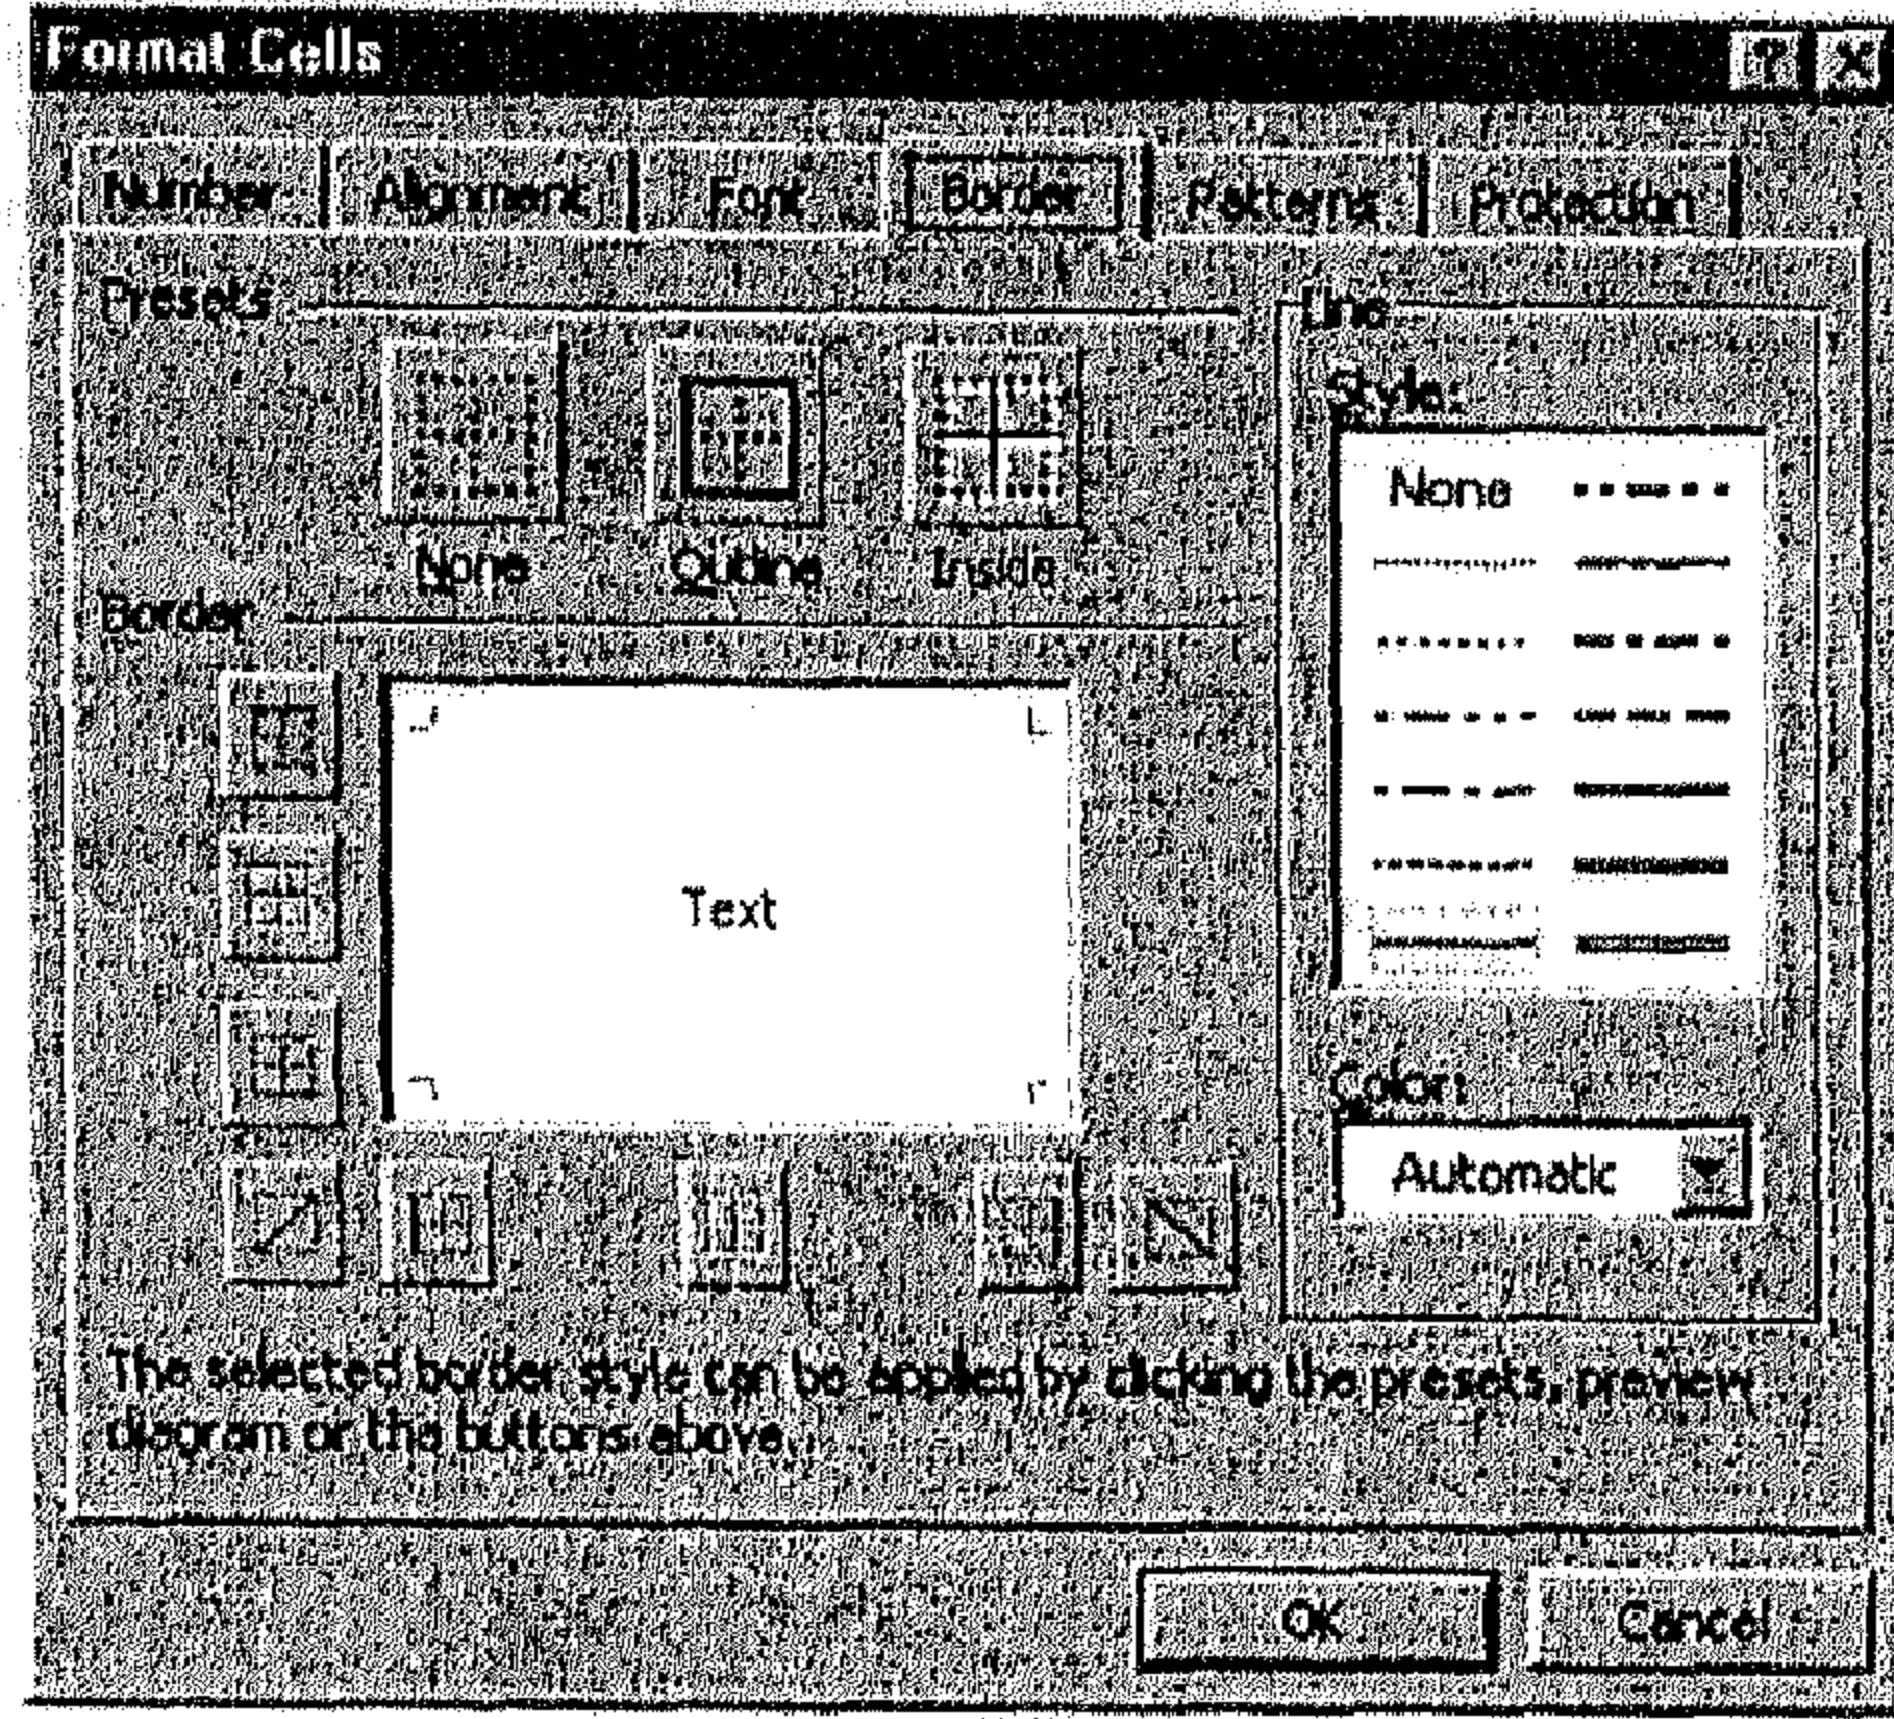 Format Cells
Number Alignment Font Border Patterns Protection
Presets
None Outline Inside
Line
Style:
None
Border
Text
Color:
Automatic
The selected border style can be applied by clicking the presets, preview
diagram or the buttons above.
OK Cancel